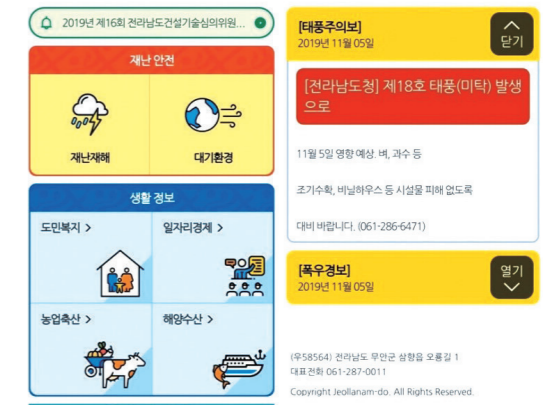 2019년 제16회 전라남도건설기술심의위원...
재난 안전
재난재해
대기환경
생활 정보
도민복지 >
일자리경제 >
농업축산 >
해양수산 >
[태풍주의보]
2019년 11월 05일
닫기
[전라남도청] 제18호 태풍(미탁) 발생
으로
11월 5일 영향 예상. 벼, 과수 등
조기수확, 비닐하우스 등 시설물 피해 없도록
대비 바랍니다. (061-286-6471)
[폭우경보]
2019년 11월 05일
열기
(우58564) 전라남도 무안군 삼향읍 오룡길 1
대표전화 061-287-0011
Copyright Jeollanam-do. All Rights Reserved.